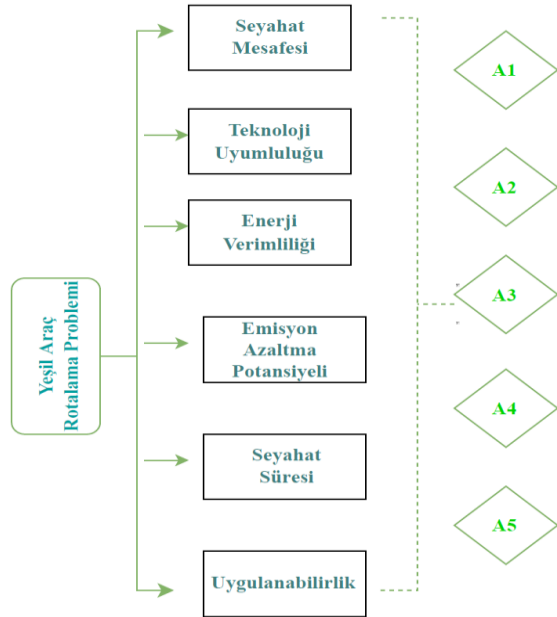 Yeşil Araç
Rotalama Problemi
Seyahat
Mesafesi
Teknoloji
Uyumluluğu
Enerji
Verimliliği
Emisyon
Azaltma
Potansiyeli
Seyahat
Süresi
Uygulanabilirlik
A1
A2
A3
A4
A5